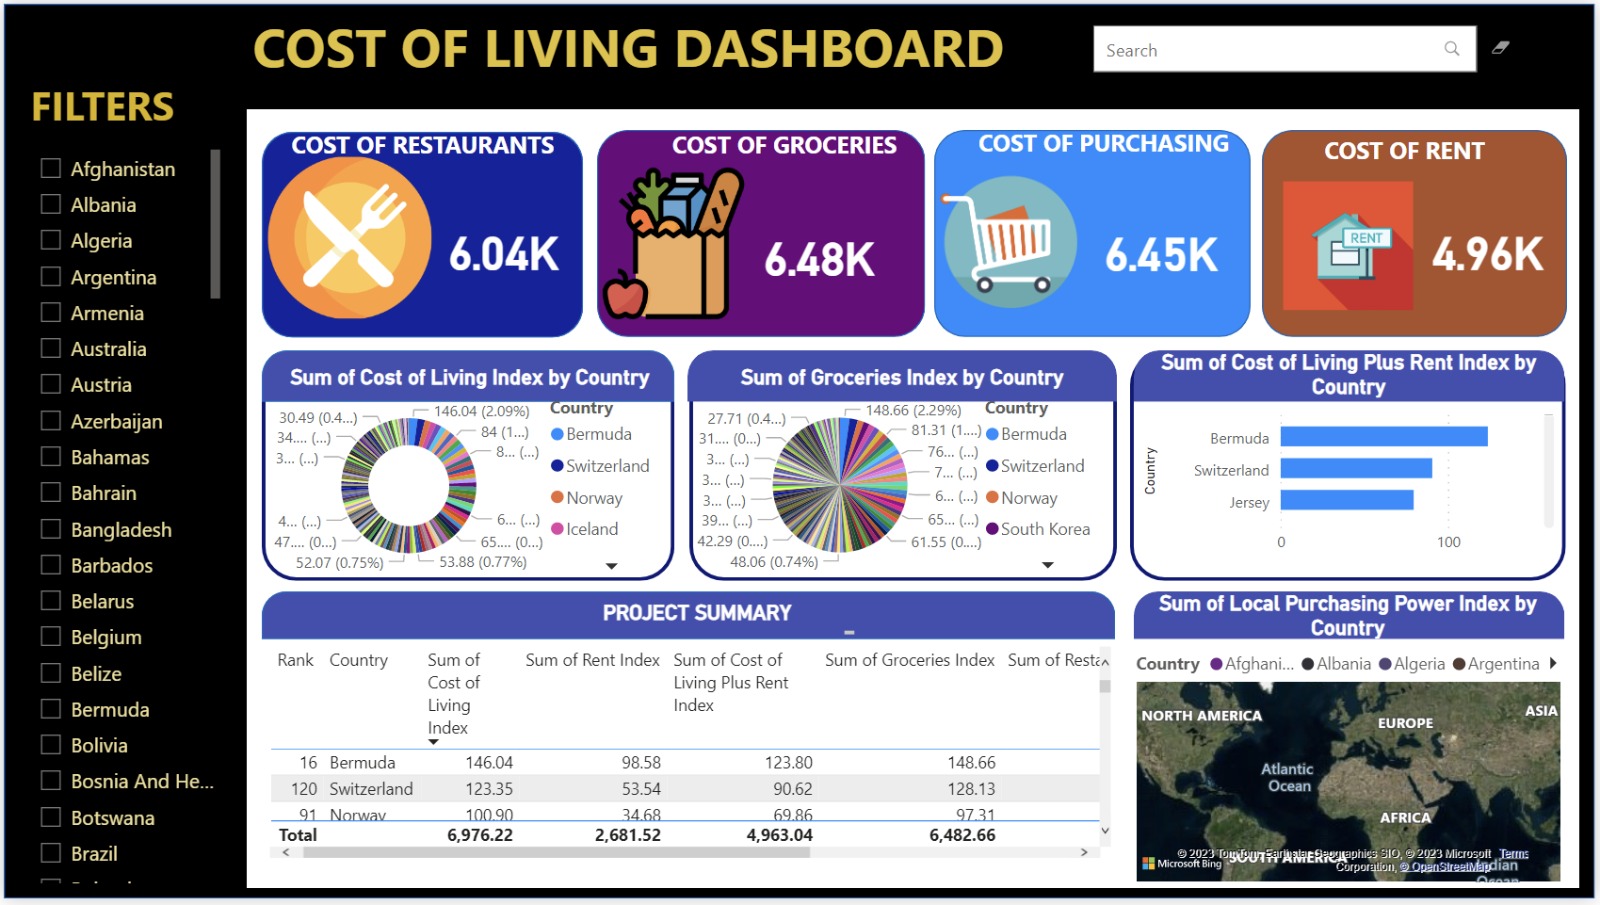 COST OF LIVING DASHBOARD
Search
FILTERS
Afghanistan
Albania
Algeria
Argentina
Armenia
Australia
Austria
Azerbaijan
Bahamas
Bahrain
Bangladesh
Barbados
Belarus
Belgium
Belize
Bermuda
Bolivia
Bosnia And He...
Botswana
Brazil
COST OF RESTAURANTS
6.04K
COST OF GROCERIES
6.48K
COST OF PURCHASING
6.45K
COST OF RENT
RENT
4.96K
Sum of Cost of Living Index by Country
30.49 (0.4...)
34.... (...)
3... (...)
4... (...)
47.... (0...)
52.07 (0.75%)
146.04 (2.09%)
84 (1...)
8... (...)
6... (...)
65.... (0...)
53.88 (0.77%)
Country
Bermuda
Switzerland
Norway
Iceland
Sum of Groceries Index by Country
27.71 (0.4...)
31.... (0...)
3... (...)
3... (...)
3... (...)
39... (...)
42.29 (0....)
48.06 (0.74%)
148.66 (2.29%)
81.31 (1....)
76... (...)
7... (...)
6... (...)
65... (...)
61.55 (0....)
Country
Bermuda
Switzerland
Norway
South Korea
Sum of Cost of Living Plus Rent Index by
Country
Country
Bermuda
Switzerland
Jersey
0 100
PROJECT SUMMARY
Rank Country Sum of Sum of Rent Index Sum of Cost of Sum of Groceries Index Sum of Resta
Cost of Living Plus Rent
Living Index
Index
16 Bermuda 146.04 98.58 123.80 148.66
120 Switzerland 123.35 53.54 90.62 128.13
91 Norway 100.90 34.68 69.86 97.31
Total 6,976.22 2,681.52 4,963.04 6,482.66
Sum of Local Purchasing Power Index by
Country
Country Afghani... Albania Algeria Argentina
NORTH AMERICA
EUROPE
ASIA
Atlantic
Ocean
AFRICA
SOUTH AMERICA
Indian
Ocean
Microsoft Bing
© 2023 TomTom, Earthstar Geographics SIO, © 2023 Microsoft Terms
Corporation, © OpenStreetMap